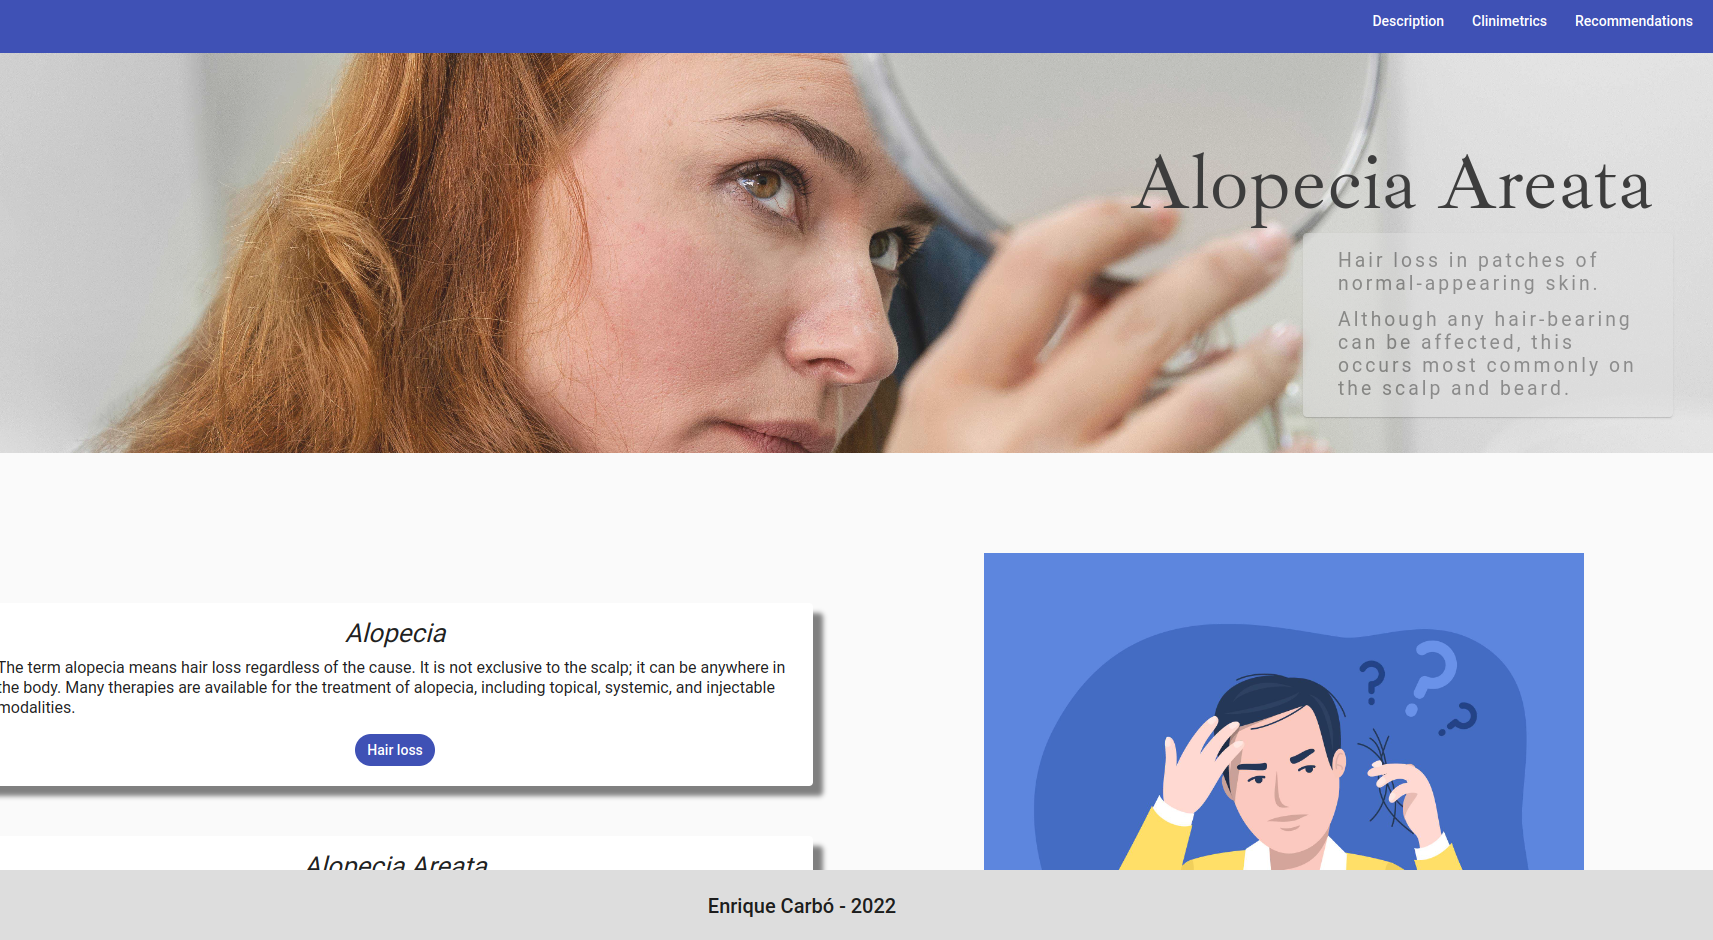 Description Clinimetrics Recommendations
Alopecia Areata
Hair loss in patches of
normal-appearing skin.
Although any hair-bearing
can be affected, this
occurs most commonly on
the scalp and beard.
Alopecia
The term alopecia means hair loss regardless of the cause. It is not exclusive to the scalp; it can be anywhere in
the body. Many therapies are available for the treatment of alopecia, including topical, systemic, and injectable
modalities.
Hair loss
Alopecia Areata
? ? ?
Enrique Carbó - 2022